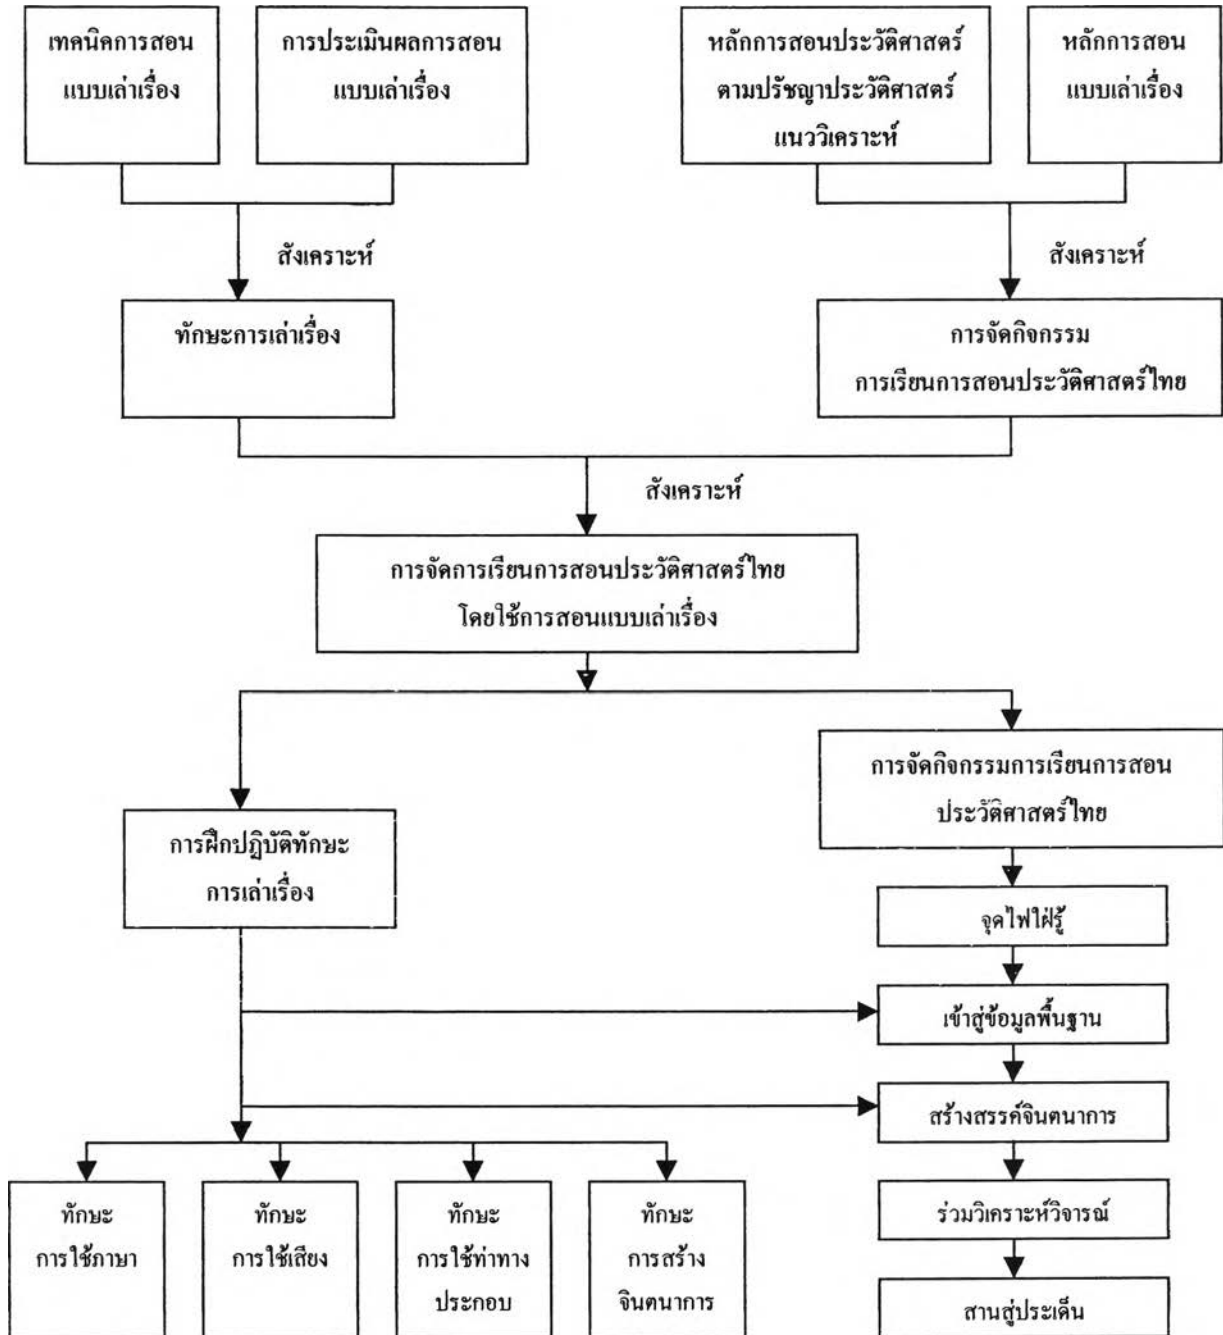 เทคนิคการสอน
แบบเล่าเรื่อง
การประเมินผลการสอน
แบบเล่าเรื่อง
หลักการสอนประวัติศาสตร์
ตามปรัชญาประวัติศาสตร์
แนววิเคราะห์
หลักการสอน
แบบเล่าเรื่อง
สังเคราะห์
สังเคราะห์
ทักษะการเล่าเรื่อง
การจัดกิจกรรม
การเรียนการสอนประวัติศาสตร์ไทย
สังเคราะห์
การจัดการเรียนการสอนประวัติศาสตร์ไทย
โดยใช้การสอนแบบเล่าเรื่อง
การจัดกิจกรรมการเรียนการสอน
ประวัติศาสตร์ไทย
การฝึกปฏิบัติทักษะ
การเล่าเรื่อง
จุดไฟใฝ่รู้
เข้าสู่ข้อมูลพื้นฐาน
สร้างสรรค์จินตนาการ
ร่วมวิเคราะห์วิจารณ์
สานสู่ประเด็น
ทักษะ
การใช้ภาษา
ทักษะ
การใช้เสียง
ทักษะ
การใช้ท่าทาง
ประกอบ
ทักษะ
การสร้าง
จินตนาการ